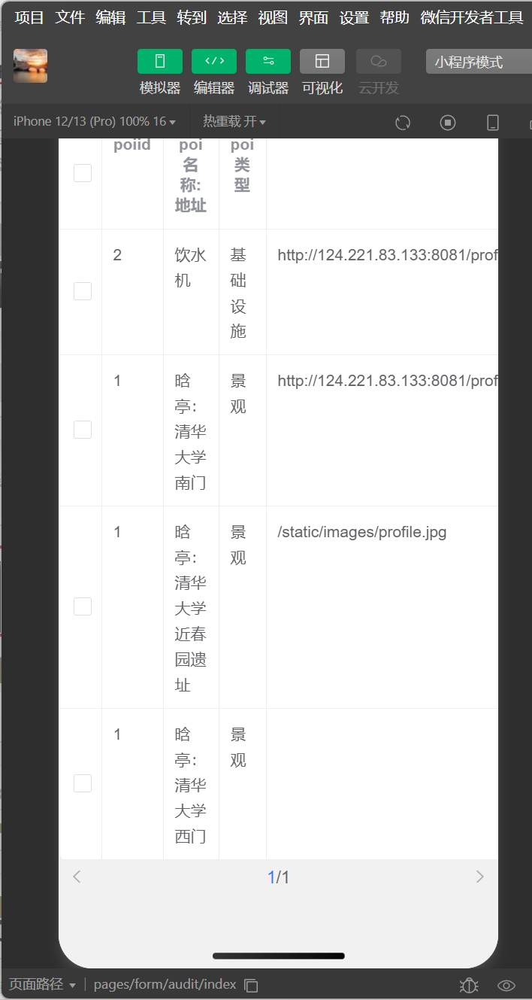 项目 文件 编辑 工具 转到 选择 视图 界面 设置 帮助 微信开发者工具
模拟器 编辑器 调试器 可视化 云开发 小程序模式
iPhone 12/13 (Pro) 100% 16 热重载 开
poiid
poi
名
称:
地址
poi
类
型
2
饮水
机
基
础
设
施
http://124.221.83.133:8081/prof
1
晗
亭:
清华
大学
南门
景
观
http://124.221.83.133:8081/prof
1
晗
亭:
清华
大学
近春
园遗
址
景
观
/static/images/profile.jpg
1
晗
亭:
清华
大学
西门
景
观
1/1
页面路径 pages/form/audit/index